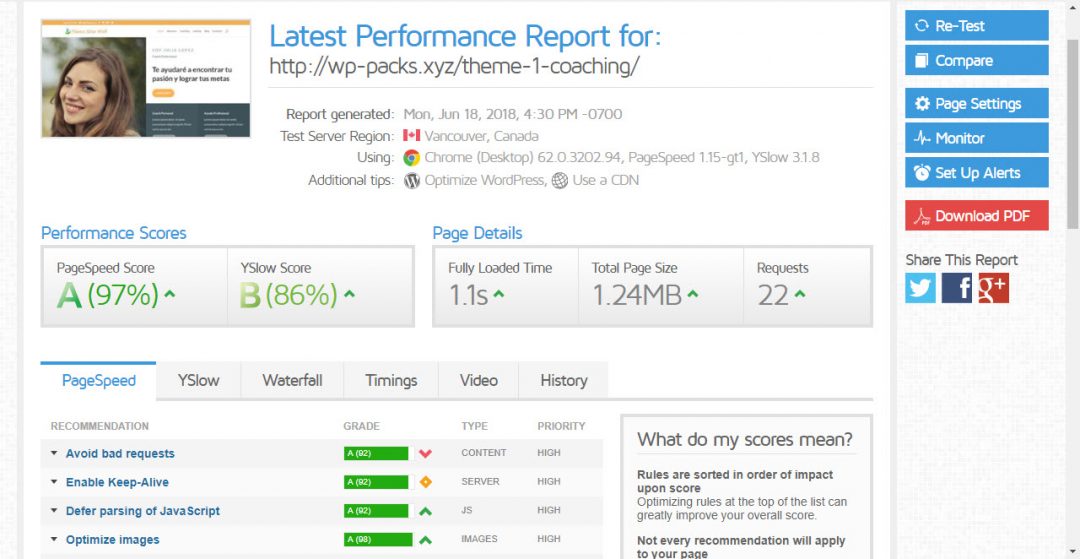 Te ayudaré a encontrar tu
pasión y lograr tus metas
Latest Performance Report for:
http://wp-packs.xyz/theme-1-coaching/
Report generated: Mon, Jun 18, 2018, 4:30 PM -0700
Test Server Region: Vancouver, Canada
Using: Chrome (Desktop) 62.0.3202.94, PageSpeed 1.15-gt1, YSlow 3.1.8
Additional tips: Optimize WordPress, Use a CDN
Re-Test
Compare
Page Settings
Monitor
Set Up Alerts
Download PDF
Share This Report
Performance Scores
PageSpeed Score
A (97%)
YSlow Score
B (86%)
Page Details
Fully Loaded Time
1.1s
Total Page Size
1.24MB
Requests
22
PageSpeed YSlow Waterfall Timings Video History
RECOMMENDATION GRADE TYPE PRIORITY
Avoid bad requests A (92) CONTENT HIGH
Enable Keep-Alive A (92) SERVER HIGH
Defer parsing of JavaScript A (92) JS HIGH
Optimize images A (98) IMAGES HIGH
What do my scores mean?
Rules are sorted in order of impact
upon score
Optimizing rules at the top of the list can
greatly improve your overall score.
Not every recommendation will apply
to your page